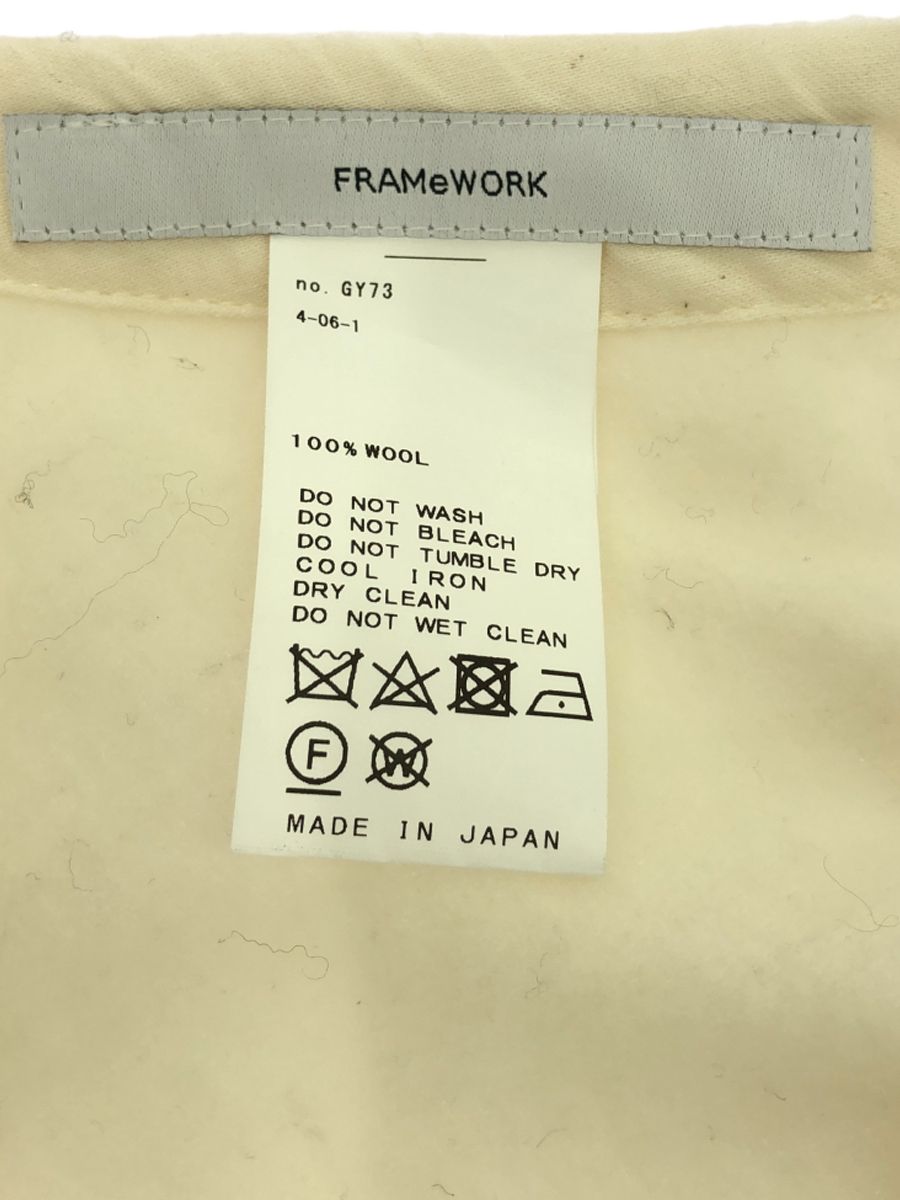 FRAMeWORK
no. GY73
4-06-1
100% WOOL
DO NOT WASH
DO NOT BLEACH
DO NOT TUMBLE DRY
COOL IRON
DRY CLEAN
DO NOT WET CLEAN
F W
MADE IN JAPAN